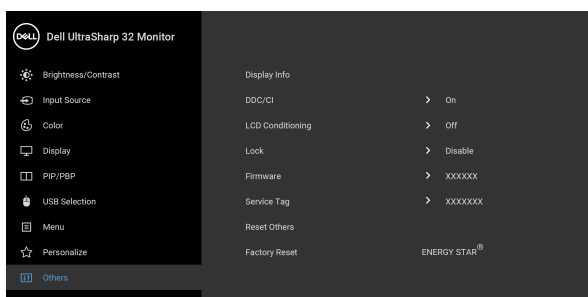 DELL Dell UltraSharp 32 Monitor
Brightness/Contrast Display Info
Input Source DDC/CI > On
Color LCD Conditioning > Off
Display Lock > Disable
PIP/PBP Firmware > XXXXXX
USB Selection Service Tag > XXXXXXX
Menu Reset Others
Personalize Factory Reset ENERGY STAR®
Others